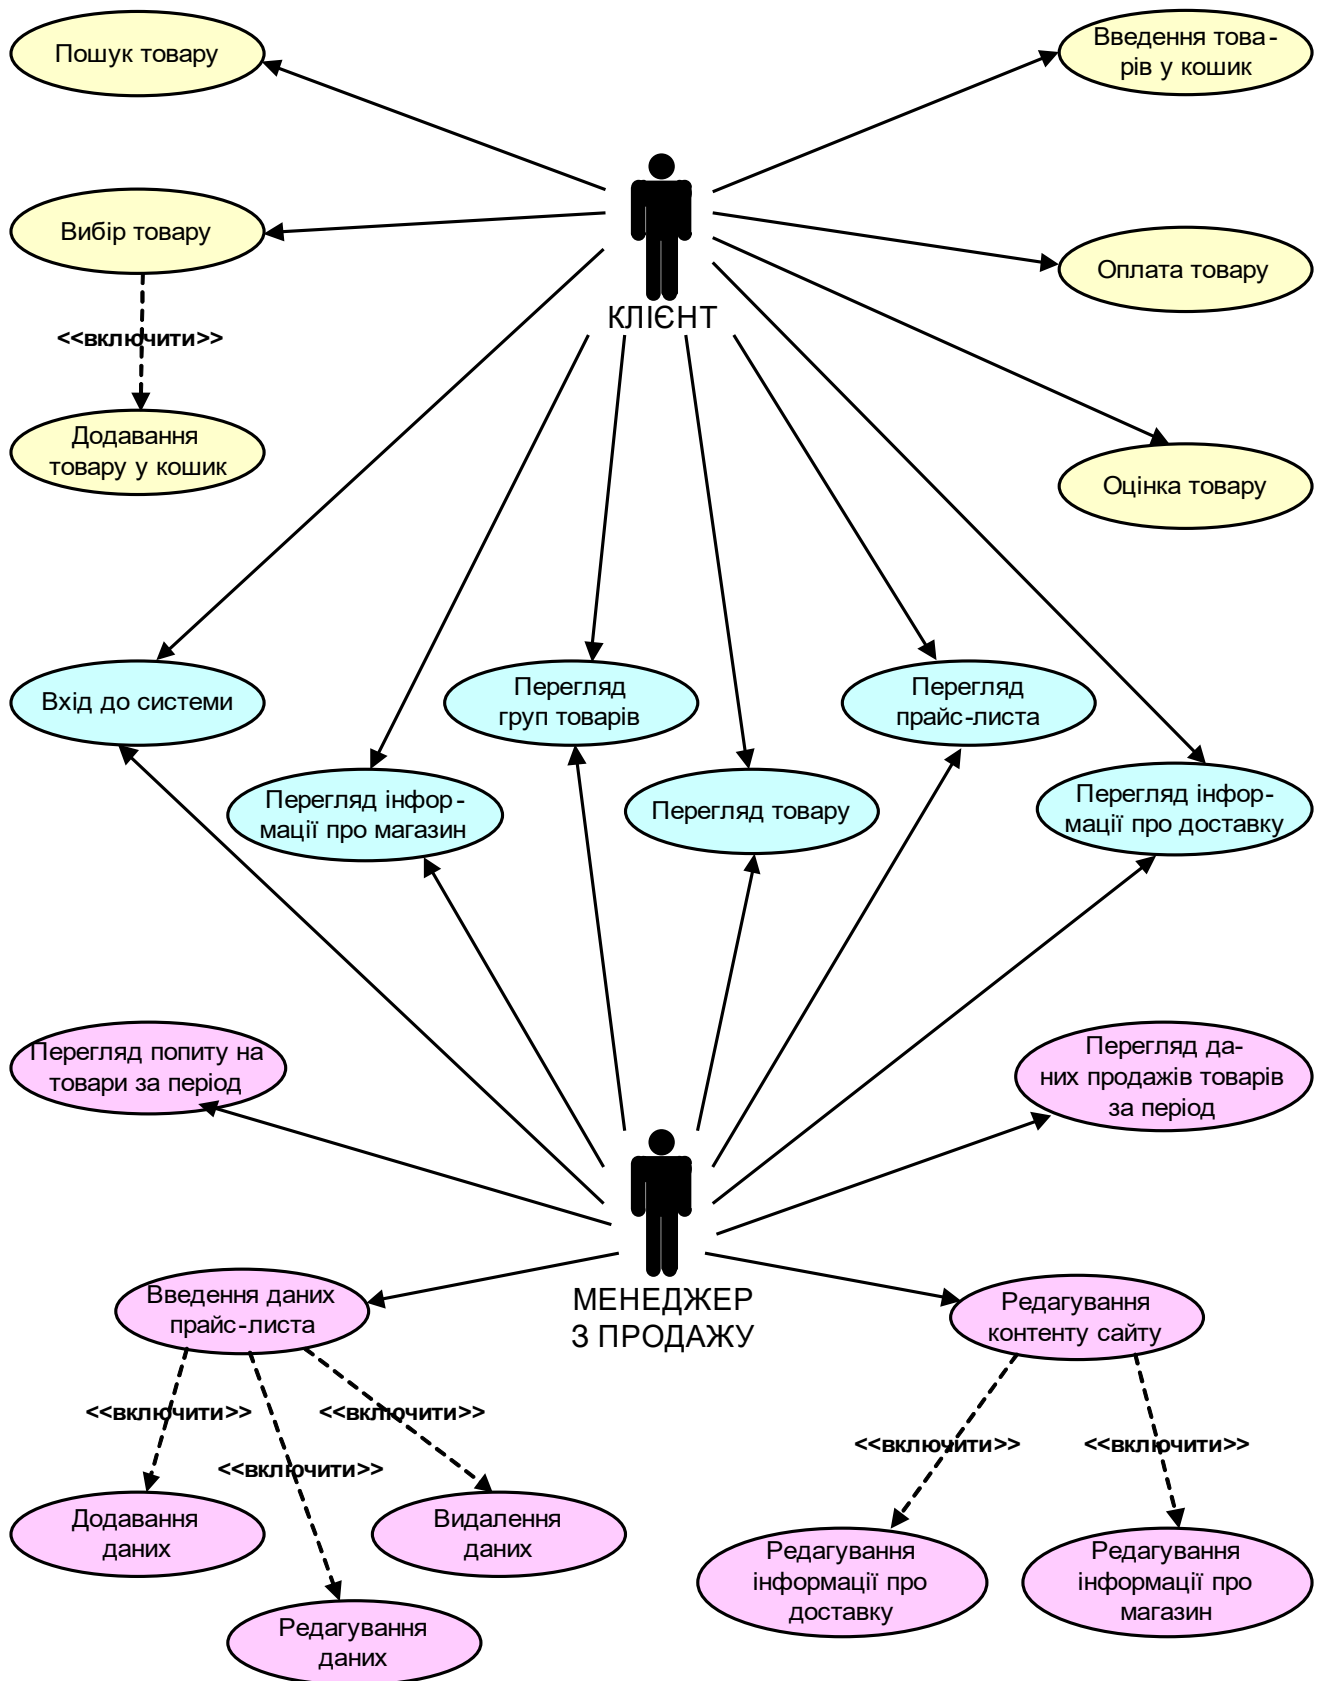 Пошук товару
Введення това-
рів у кошик
Вибір товару
Оплата товару
КЛІЄНТ
<<включити>>
Додавання
товару у кошик
Оцінка товару
Вхід до системи
Перегляд
груп товарів
Перегляд
прайс-листа
Перегляд інфор-
мації про магазин
Перегляд товару
Перегляд інфор-
мації про доставку
Перегляд попиту на
товари за період
Перегляд да-
них продажів товарів
за період
Введення даних
прайс-листа
МЕНЕДЖЕР
З ПРОДАЖУ
Редагування
контенту сайту
<<включити>>
<<включити>>
<<включити>>
<<включити>>
<<включити>>
Додавання
даних
Видалення
даних
Редагування
даних
Редагування
інформації про
доставку
Редагування
інформації про
магазин